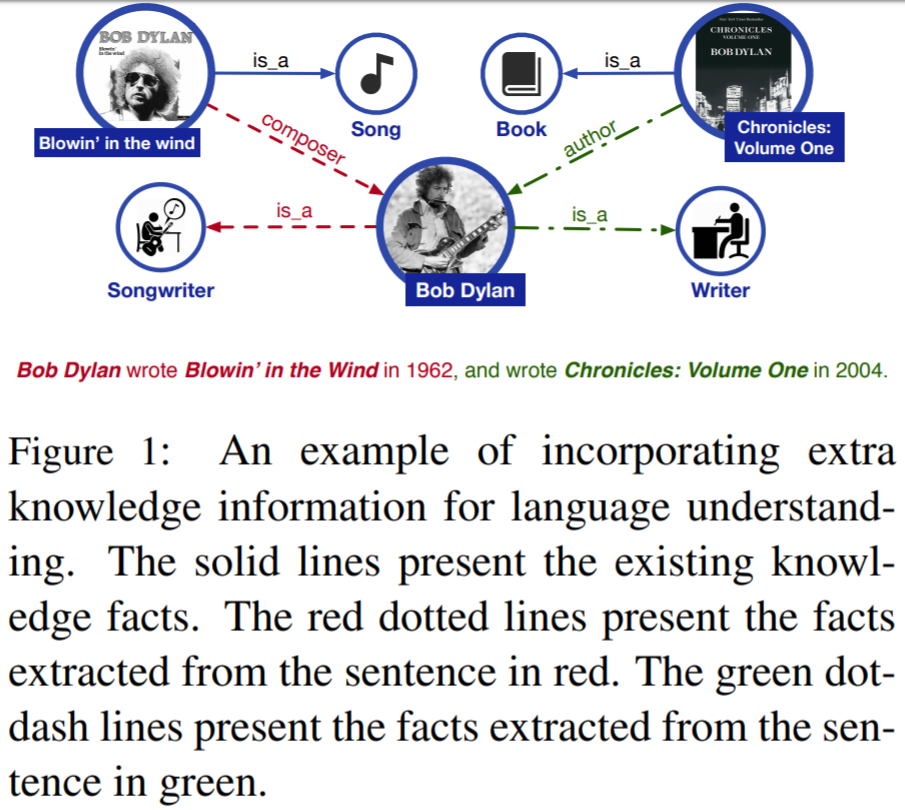 BOB DYLAN
Blowin'
in the wind
CHRONICLES
VOLUME ONE
BOB DYLAN
is_a
is_a
Song
Book
Blowin' in the wind
Chronicles:
Volume One
composer
author
is_a
is_a
Songwriter
Bob Dylan
Writer
Bob Dylan wrote Blowin' in the Wind in 1962, and wrote Chronicles: Volume One in 2004.
Figure 1: An example of incorporating extra
knowledge information for language understand-
ing. The solid lines present the existing knowl-
edge facts. The red dotted lines present the facts
extracted from the sentence in red. The green dot-
dash lines present the facts extracted from the sen-
tence in green.